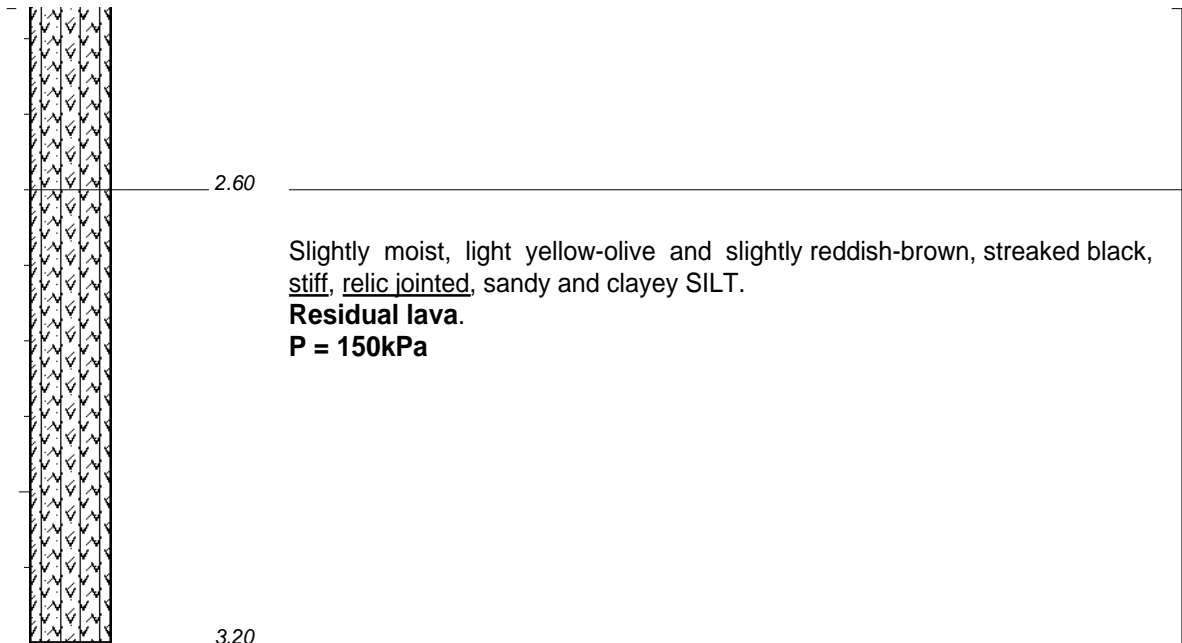 2.60
Slightly moist, light yellow-olive and slightly reddish-brown, streaked black,
stiff, relic jointed, sandy and clayey SILT.
Residual lava.
P = 150kPa
3.20